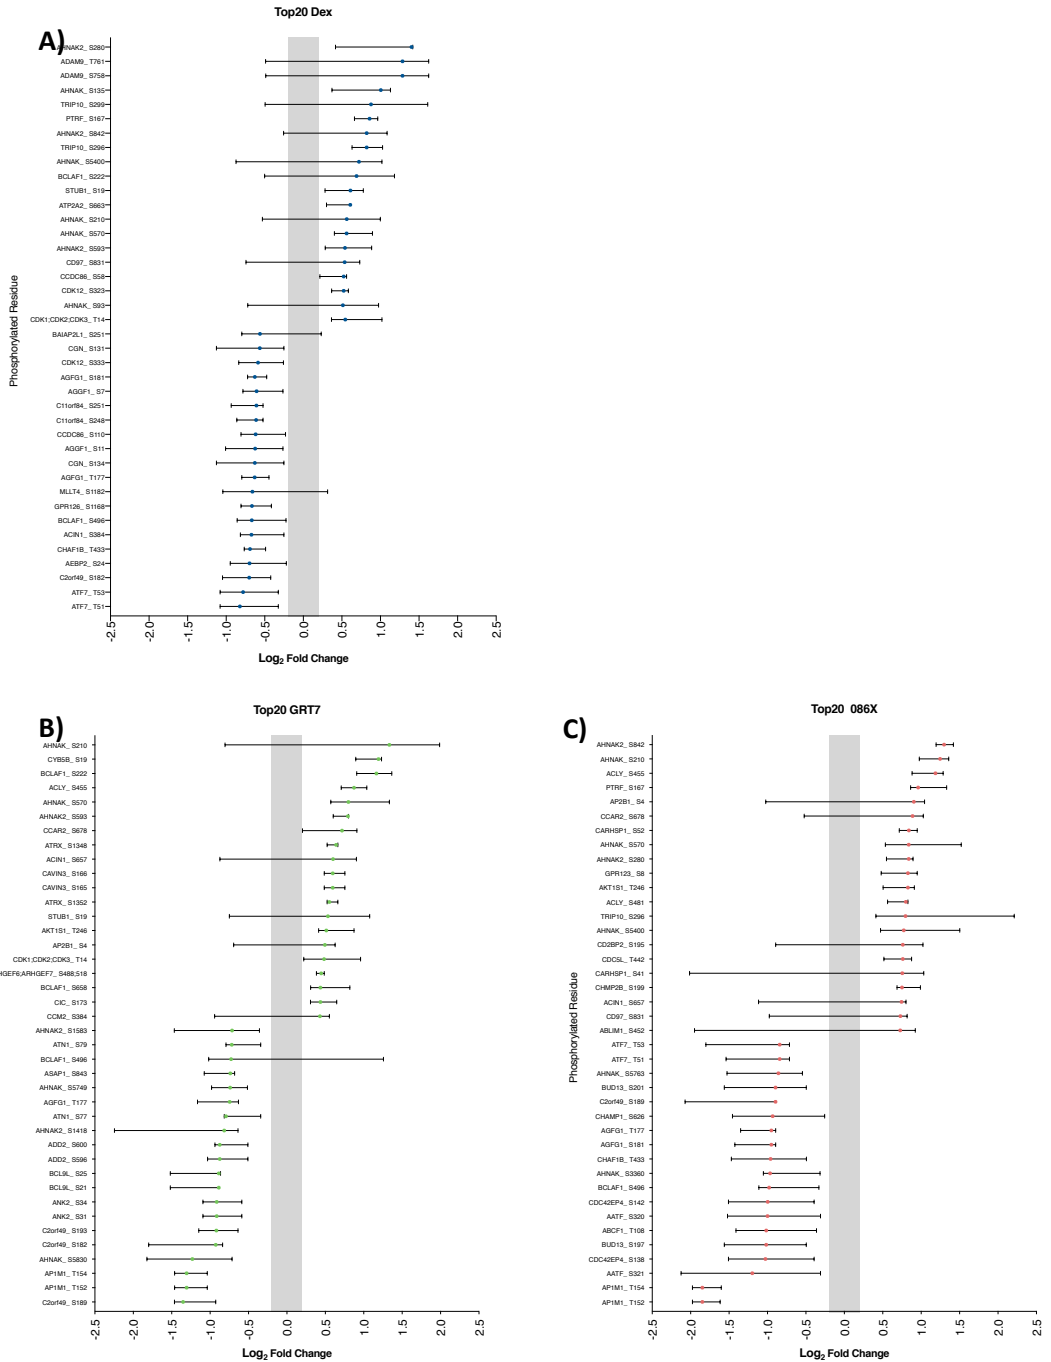 Top20 Dex
A)
AHNAK2_ S280
ADAM9_ T761
ADAM9_ S758
AHNAK_ S135
TRIP10_ S299
PTRF_ S167
AHNAK2_ S842
TRIP10_ S296
AHNAK_ S5400
BCLAF1_ S222
STUB1_ S19
ATP2A2_ S663
AHNAK_ S210
AHNAK_ S570
AHNAK2_ S593
CD97_ S831
CCDC86_ S58
CDK12_ S323
AHNAK_ S93
CDK1;CDK2;CDK3_ T14
BAIAP2L1_ S251
CGN_ S131
CDK12_ S333
AGFG1_ S181
AGGF1_ S7
C11orf84_ S251
C11orf84_ S248
CCDC86_ S110
AGGF1_ S11
CGN_ S134
AGFG1_ T177
MLLT4_ S1182
GPR126_ S1168
BCLAF1_ S496
ACIN1_ S384
CHAF1B_ T433
AEBP2_ S24
C2orf49_ S182
ATF7_ T53
ATF7_ T51
Phosphorylated Residue
-2.5 -2.0 -1.5 -1.0 -0.5 0.0 0.5 1.0 1.5 2.0 2.5
Log2 Fold Change
Top20 GRT7
B)
AHNAK_ S210
CYB5B_ S19
BCLAF1_ S222
ACLY_ S455
AHNAK_ S570
AHNAK2_ S593
CCAR2_ S678
ATRX_ S1348
ACIN1_ S657
CAVIN3_ S166
CAVIN3_ S165
ATRX_ S1352
STUB1_ S19
AKT1S1_ T246
AP2B1_ S4
CDK1;CDK2;CDK3_ T14
HGEF6;ARHGEF7_ S488;518
BCLAF1_ S658
CIC_ S173
CCM2_ S384
AHNAK2_ S1583
ATN1_ S79
BCLAF1_ S496
ASAP1_ S843
AHNAK_ S5749
AGFG1_ T177
ATN1_ S77
AHNAK2_ S1418
ADD2_ S600
ADD2_ S596
BCL9L_ S25
BCL9L_ S21
ANK2_ S34
ANK2_ S31
C2orf49_ S193
C2orf49_ S182
AHNAK_ S5830
AP1M1_ T154
AP1M1_ T152
C2orf49_ S189
-2.5 -2.0 -1.5 -1.0 -0.5 0.0 0.5 1.0 1.5 2.0 2.5
Log2 Fold Change
Top20 086X
C)
AHNAK2_ S842
AHNAK_ S210
ACLY_ S455
PTRF_ S167
AP2B1_ S4
CCAR2_ S678
CARHSP1_ S52
AHNAK_ S570
AHNAK2_ S280
GPR123_ S8
AKT1S1_ T246
ACLY_ S481
TRIP10_ S296
AHNAK_ S5400
CD2BP2_ S195
CDC5L_ T442
CARHSP1_ S41
CHMP2B_ S199
ACIN1_ S657
CD97_ S831
ABLIM1_ S452
ATF7_ T53
ATF7_ T51
AHNAK_ S5763
BUD13_ S201
C2orf49_ S189
CHAMP1_ S626
AGFG1_ T177
AGFG1_ S181
CHAF1B_ T433
AHNAK_ S3360
BCLAF1_ S496
CDC42EP4_ S142
AATF_ S320
ABCF1_ T108
BUD13_ S197
CDC42EP4_ S138
AATF_ S321
AP1M1_ T154
AP1M1_ T152
Phosphorylated Residue
-2.5 -2.0 -1.5 -1.0 -0.5 0.0 0.5 1.0 1.5 2.0 2.5
Log2 Fold Change